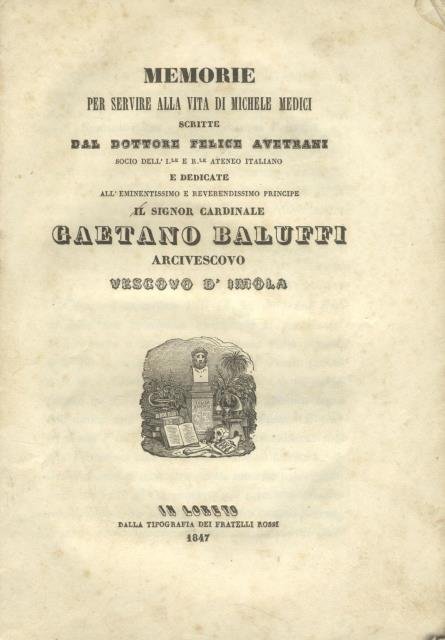 MEMORIE
PER SERVIRE ALLA VITA DI MICHELE MEDICI
SCRITTE
DAL DOTTORE FELICE AVETRANI
SOCIO DELL' I.LE E R.LE ATENEO ITALIANO
E DEDICATE
ALL' EMINENTISSIMO E REVERENDISSIMO PRINCIPE
IL SIGNOR CARDINALE
GAETANO BALUFFI
ARCIVESCOVO
VESCOVO D' IMOLA
IN LORETO
DALLA TIPOGRAFIA DEI FRATELLI ROSSI
1847